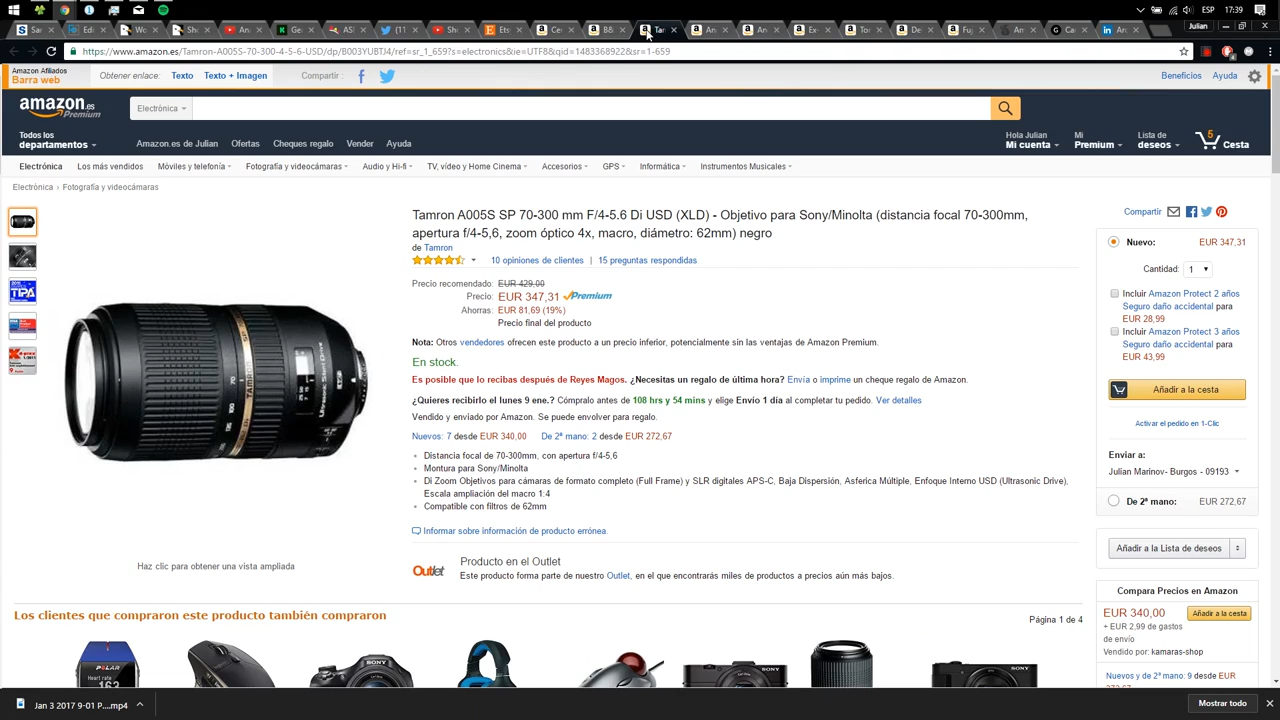 ESP 17:39
Julian
https://www.amazon.es/Tamron-A005S-70-300-4-5-6-USD/dp/B003YUBTJ4/ref=sr_1_659?s=electronics&ie=UTF8&qid=1483368922&sr=1-659
Amazon Afiliados
Barra web
Obtener enlace: Texto Texto + Imagen Compartir :
Beneficios Ayuda
amazon.es
Premium
Electrónica
Todos los
departamentos
Amazon.es de Julian Ofertas Cheques regalo Vender Ayuda
Hola Julian
Mi cuenta
Mi
Premium
Lista de
deseos
5
Cesta
Electrónica Los más vendidos Móviles y telefonía Fotografía y videocámaras Audio y Hi-fi TV, vídeo y Home Cinema Accesorios GPS Informática Instrumentos Musicales
Electrónica › Fotografía y videocámaras
Tamron A005S SP 70-300 mm F/4-5.6 Di USD (XLD) - Objetivo para Sony/Minolta (distancia focal 70-300mm,
apertura f/4-5,6, zoom óptico 4x, macro, diámetro: 62mm) negro
de Tamron
10 opiniones de clientes | 15 preguntas respondidas
Precio recomendado: EUR 429,00
Precio: EUR 347,31 Premium
Ahorras: EUR 81,69 (19%)
Precio final del producto
Nota: Otros vendedores ofrecen este producto a un precio inferior, potencialmente sin las ventajas de Amazon Premium.
En stock.
Es posible que lo recibas después de Reyes Magos. ¿Necesitas un regalo de última hora? Envía o imprime un cheque regalo de Amazon.
¿Quieres recibirlo el lunes 9 ene.? Cómpralo antes de 108 hrs y 54 mins y elige Envío 1 día al completar tu pedido. Ver detalles
Vendido y enviado por Amazon. Se puede envolver para regalo.
Nuevos: 7 desde EUR 340.00 De 2ª mano: 2 desde EUR 272,67
Distancia focal de 70-300mm, con apertura f/4-5,6
Montura para Sony/Minolta
Di Zoom Objetivos para cámaras de formato completo (Full Frame) y SLR digitales APS-C, Baja Dispersión, Asferica Múltiple, Enfoque Interno USD (Ultrasonic Drive),
Escala ampliación del macro 1:4
Compatible con filtros de 62mm
Informar sobre información de producto errónea.
Outlet
Producto en el Outlet
Este producto forma parte de nuestro Outlet, en el que encontrarás miles de productos a precios aún más bajos.
Haz clic para obtener una vista ampliada
Compartir
Nuevo: EUR 347,31
Cantidad: 1
Incluir Amazon Protect 2 años
Seguro daño accidental para
EUR 28,99
Incluir Amazon Protect 3 años
Seguro daño accidental para
EUR 43,99
Añadir a la cesta
Activar el pedido en 1-Clic
Enviar a:
Julian Marinov- Burgos - 09193
De 2ª mano: EUR 272,67
Añadir a la Lista de deseos
Compara Precios en Amazon
EUR 340,00 Añadir a la cesta
+ EUR 2,99 de gastos
de envío
Vendido por: kamaras-shop
Nuevos y de 2ª mano: 9 desde EUR
Los clientes que compraron este producto también compraron
Página 1 de 4
POLAR
Heart rate
163
SONY
SONY
SONY
Jan 3 2017 9-01 P....mp4
Mostrar todo